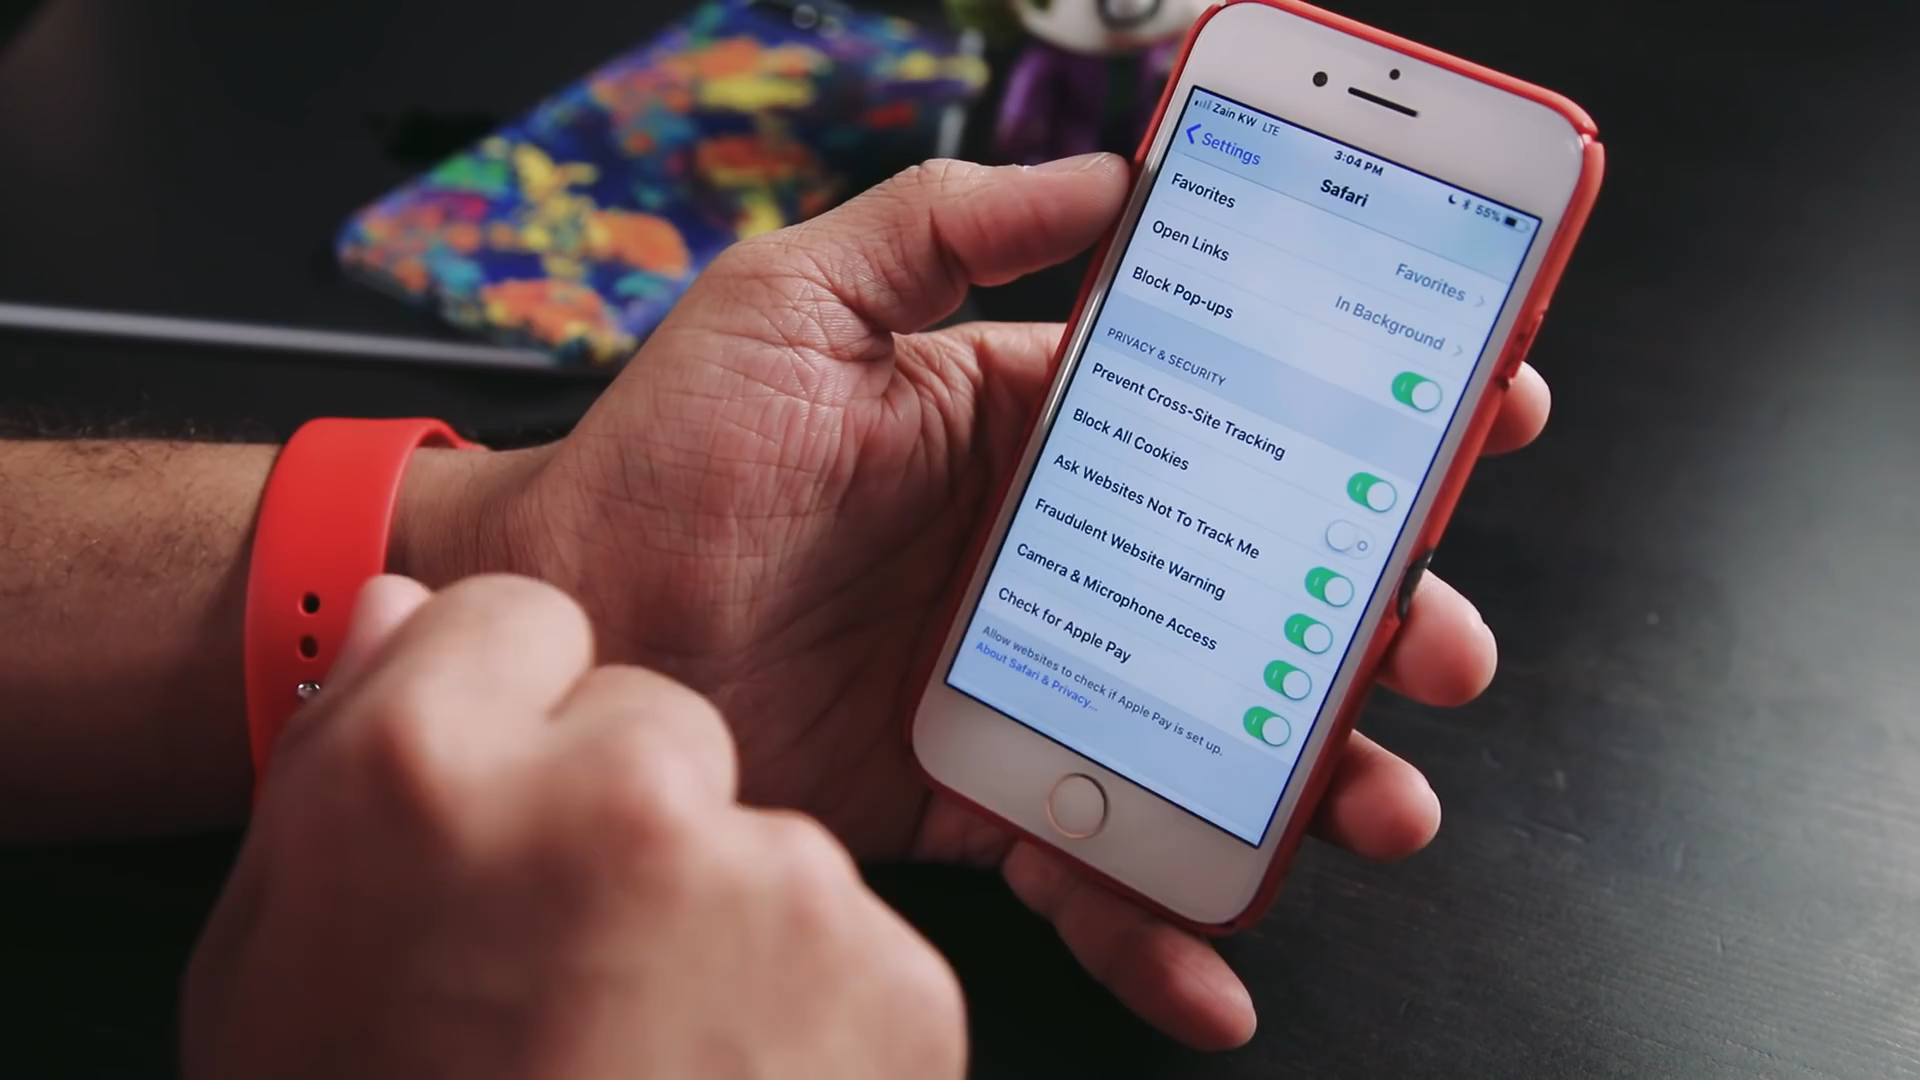 Zain KW LTE 3:04 PM 55%
Settings Safari
Favorites Favorites
Open Links In Background
Block Pop-ups
PRIVACY & SECURITY
Prevent Cross-Site Tracking
Block All Cookies
Ask Websites Not To Track Me
Fraudulent Website Warning
Camera & Microphone Access
Check for Apple Pay
Allow websites to check if Apple Pay is set up.
About Safari & Privacy...